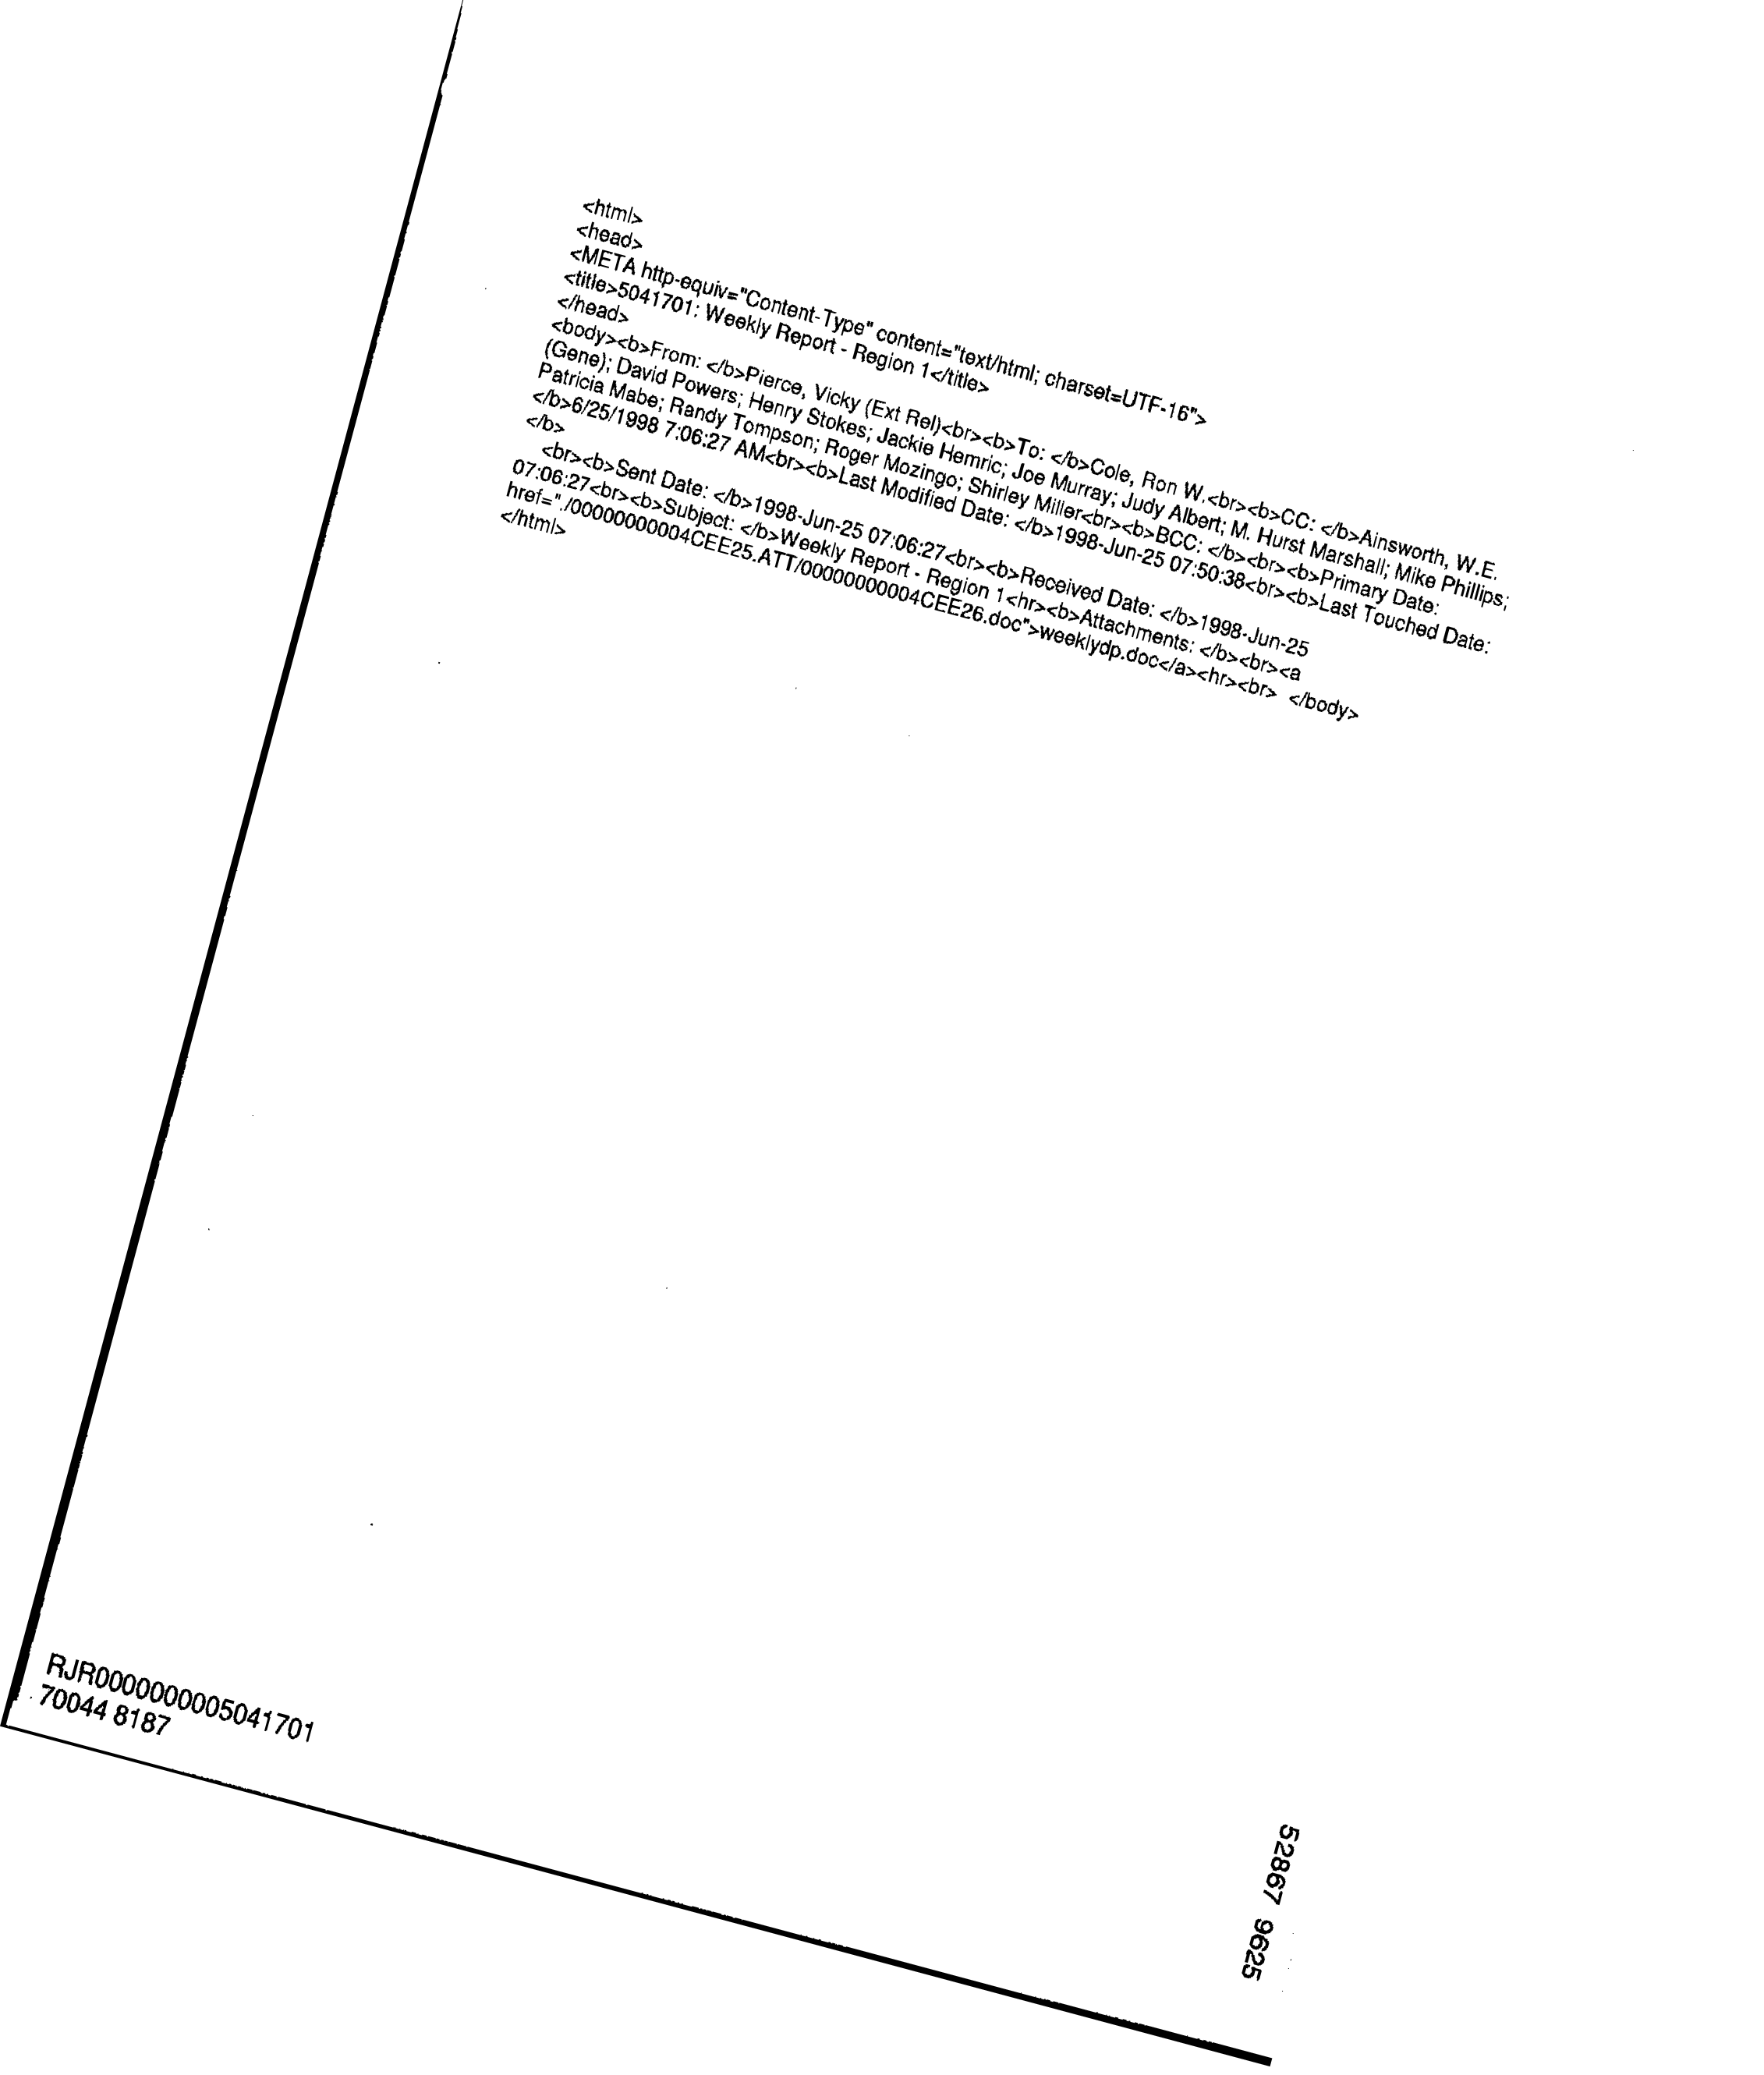 <html>
<head>
<META http-equiv="Content-Type" content="text/html; charset=UTF-16">
<title>5041701: Weekly Report - Region 1</title>
</head>
<body><b>From: </b>Pierce, Vicky (Ext Rel)<br><b>To: </b>Cole, Ron W.<br><b>CC: </b>Ainsworth, W.E.
(Gene); David Powers; Henry Stokes; Jackie Hemric; Joe Murray; Judy Albert; M. Hurst Marshall; Mike Phillips;
Patricia Mabe; Randy Tompson; Roger Mozingo; Shirley Miller<br><b>BCC: </b><br><b>Primary Date:
</b>6/25/1998 7:06:27 AM<br><b>Last Modified Date: </b>1998-Jun-25 07:50:38<br><b>Last Touched Date:
</b>
<br><b>Sent Date: </b>1998-Jun-25 07:06:27<br><b>Received Date: </b>1998-Jun-25
07:06:27<br><b>Subject: </b>Weekly Report - Region 1<hr><b>Attachments: </b><br><a
href="./00000000004CEE25.ATT/00000000004CEE26.doc">weeklydp.doc</a><hr><br> </body>
</html>
RJR0000000005041701
70044 8187
52867 9625